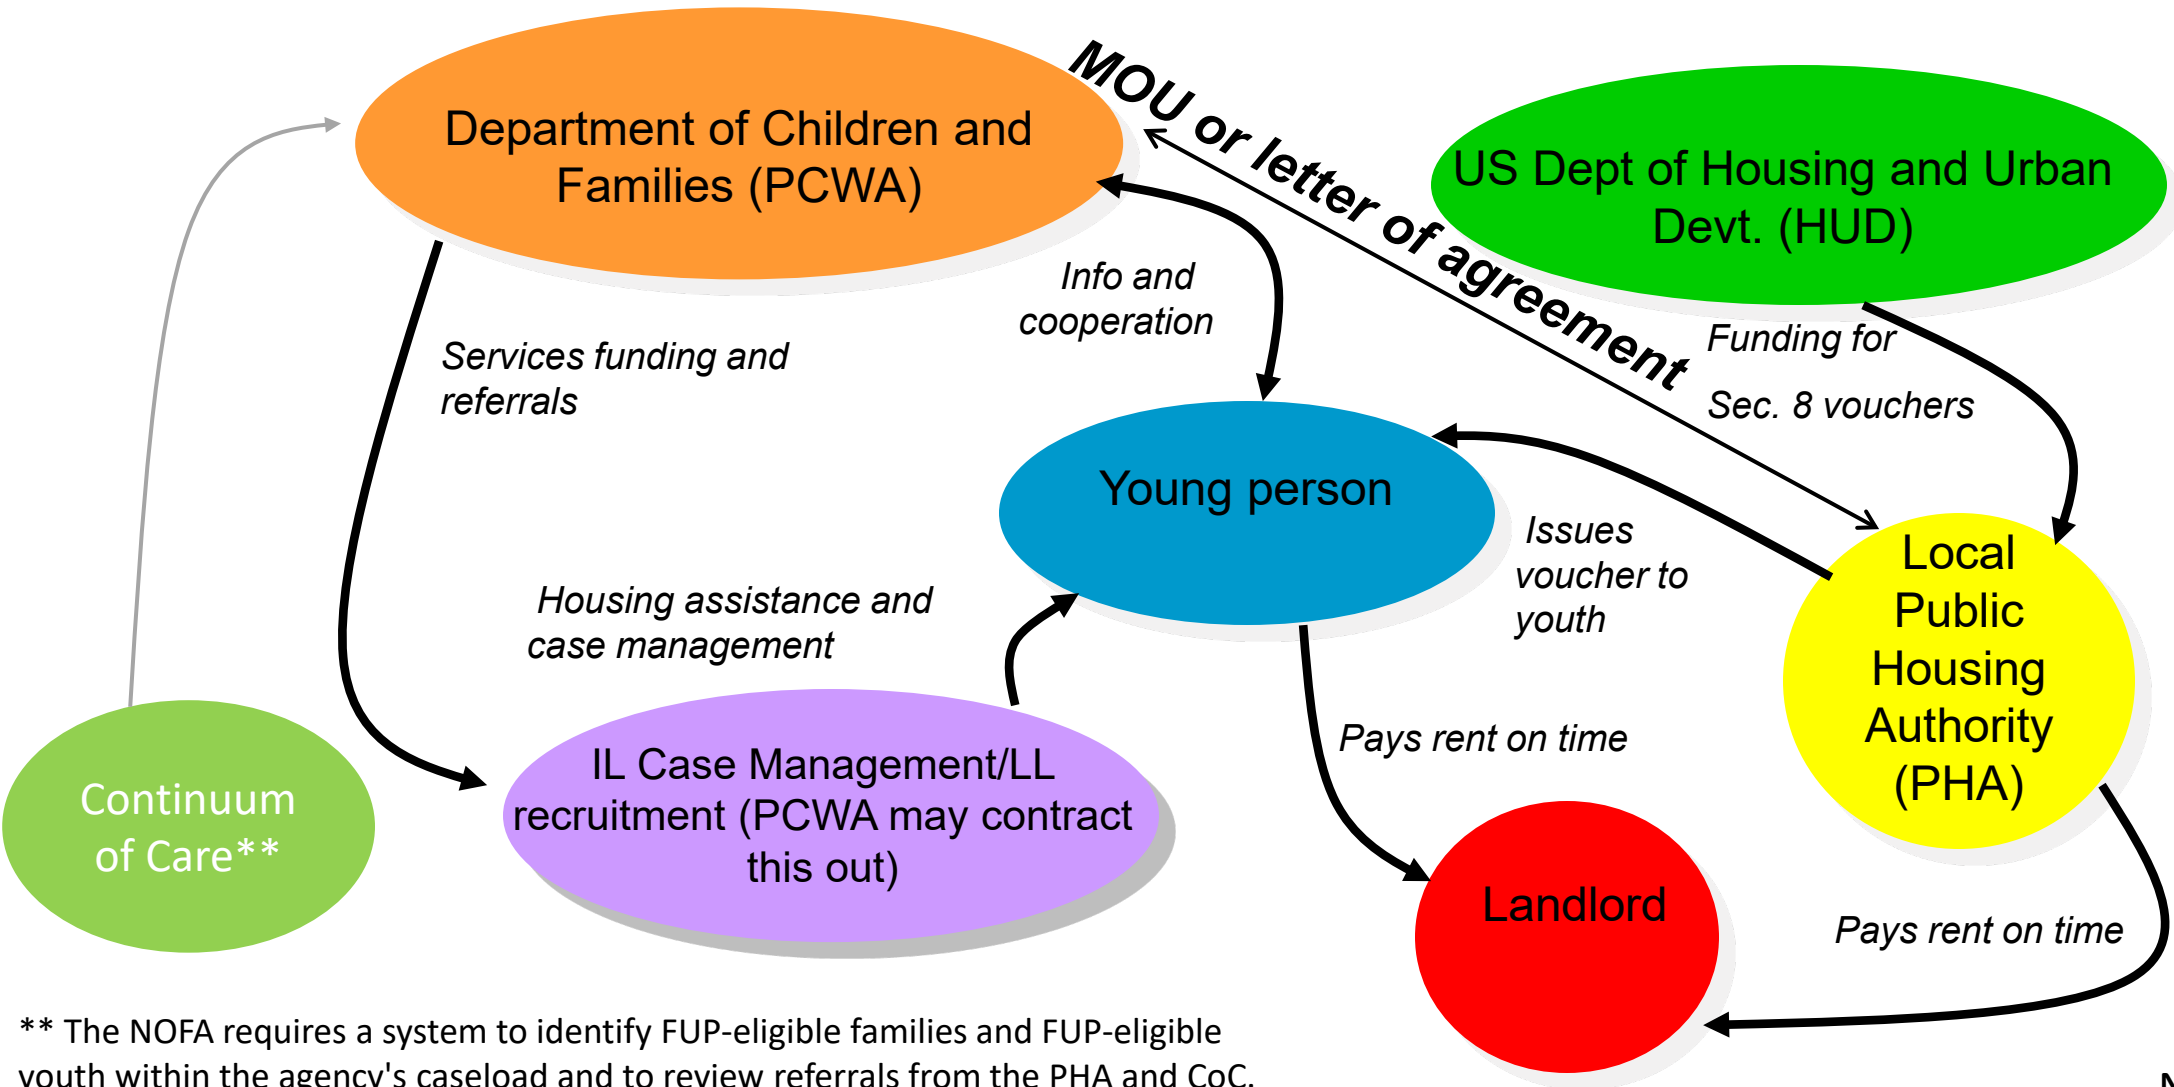 MOU or letter of agreement
Department of Children and
Families (PCWA)
US Dept of Housing and Urban
Devt. (HUD)
Info and
cooperation
Services funding and
referrals
Funding for
Sec. 8 vouchers
Young person
Issues
voucher to
youth
Local
Public
Housing
Authority
(PHA)
Housing assistance and
case management
Pays rent on time
IL Case Management/LL
recruitment (PCWA may contract
this out)
Continuum
of Care**
Landlord
Pays rent on time
** The NOFA requires a system to identify FUP-eligible families and FUP-eligible
youth within the agency's caseload and to review referrals from the PHA and CoC.